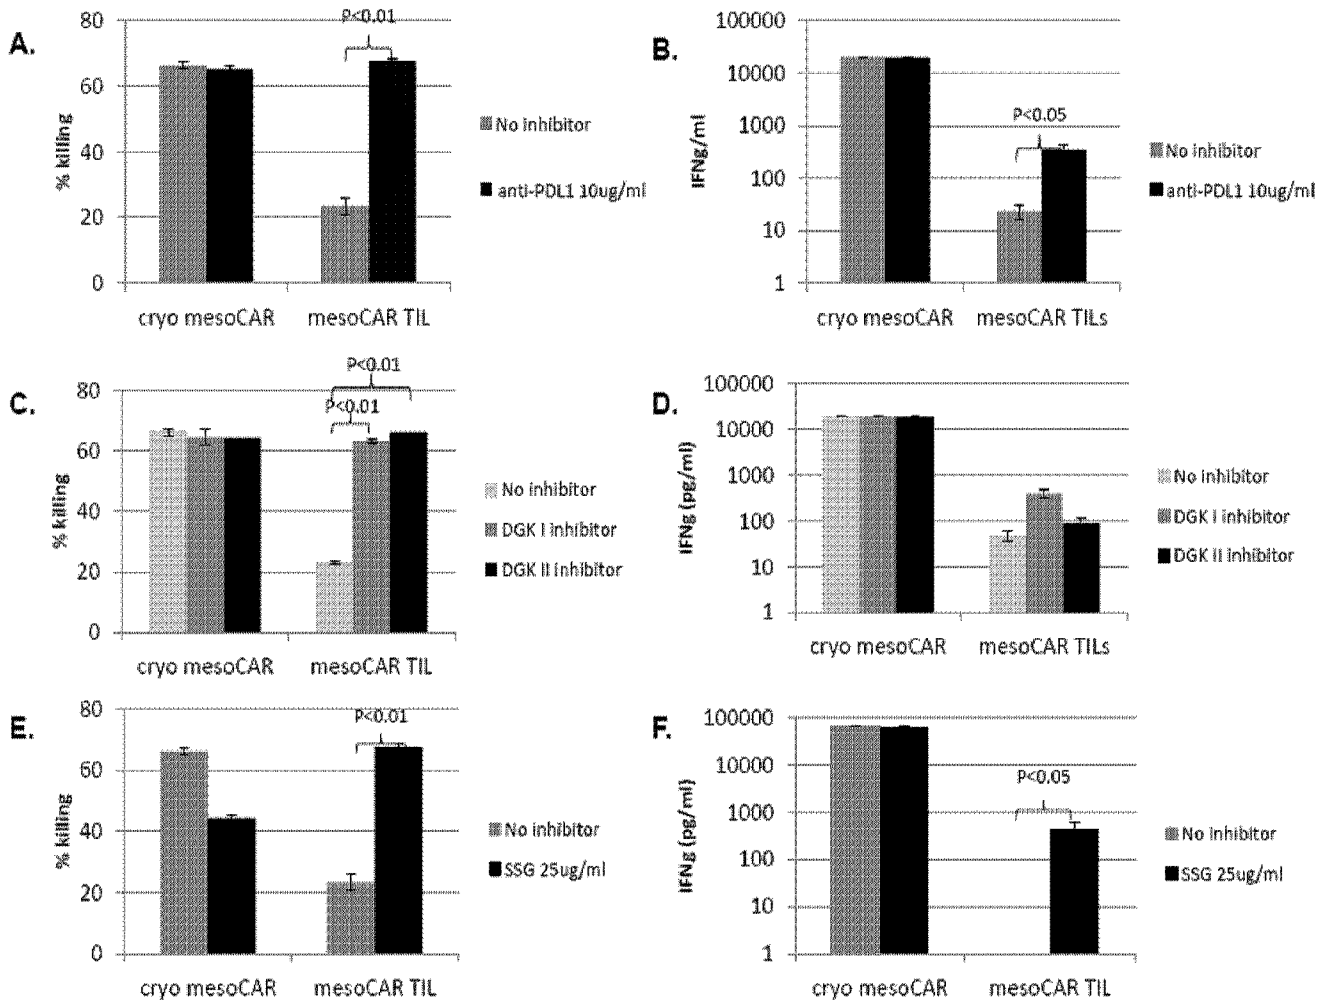 A.
% killing
80
60
40
20
0
P<0.01
cryo mesoCAR
mesoCAR TIL
No inhibitor
anti-PDL1 10ug/ml
B.
IFNg/ml
100000
10000
1000
100
10
1
P<0.05
cryo mesoCAR
mesoCAR TILs
No inhibitor
anti-PDL1 10ug/ml
C.
% killing
80
60
40
20
0
P<0.01
P<0.01
cryo mesoCAR
mesoCAR TIL
No inhibitor
DGK I inhibitor
DGK II inhibitor
D.
IFNg (pg/ml)
100000
10000
1000
100
10
1
cryo mesoCAR
mesoCAR TILs
No inhibitor
DGK I inhibitor
DGK II inhibitor
E.
% killing
80
60
40
20
0
P<0.01
cryo mesoCAR
mesoCAR TIL
No inhibitor
SSG 25ug/ml
F.
IFNg (pg/ml)
100000
10000
1000
100
10
1
P<0.05
cryo mesoCAR
mesoCAR TIL
No inhibitor
SSG 25ug/ml